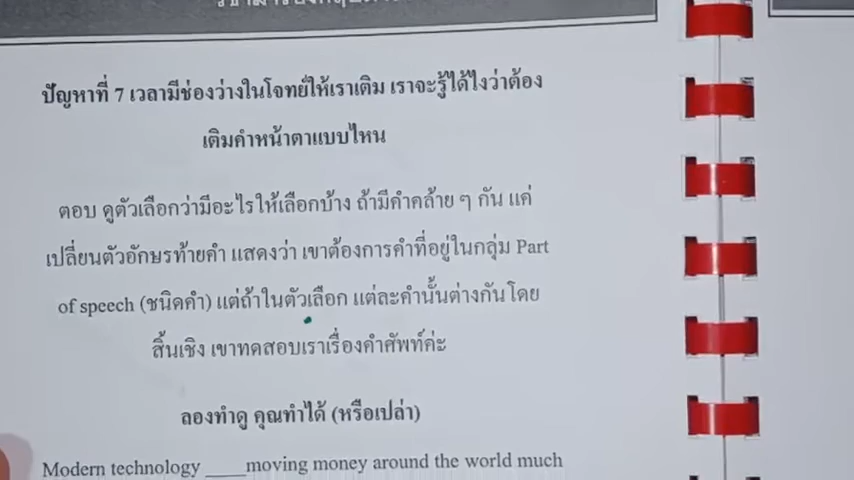 ปัญหาที่ 7 เวลามีช่องว่างในโจทย์ให้เราเติม เราจะรู้ได้ไงว่าต้อง
เติมคำหน้าตาแบบไหน
ตอบ ดูตัวเลือกว่ามีอะไรให้เลือกบ้าง ถ้ามีคำคล้าย ๆ กัน แค่
เปลี่ยนตัวอักษรท้ายคำ แสดงว่า เขาต้องการคำที่อยู่ในกลุ่ม Part
of speech (ชนิดคำ) แต่ถ้าในตัวเลือก แต่ละคำนั้นต่างกันโดย
สิ้นเชิง เขาทดสอบเราเรื่องคำศัพท์ค่ะ
ลองทำดู คุณทำได้ (หรือเปล่า)
Modern technology ____moving money around the world much